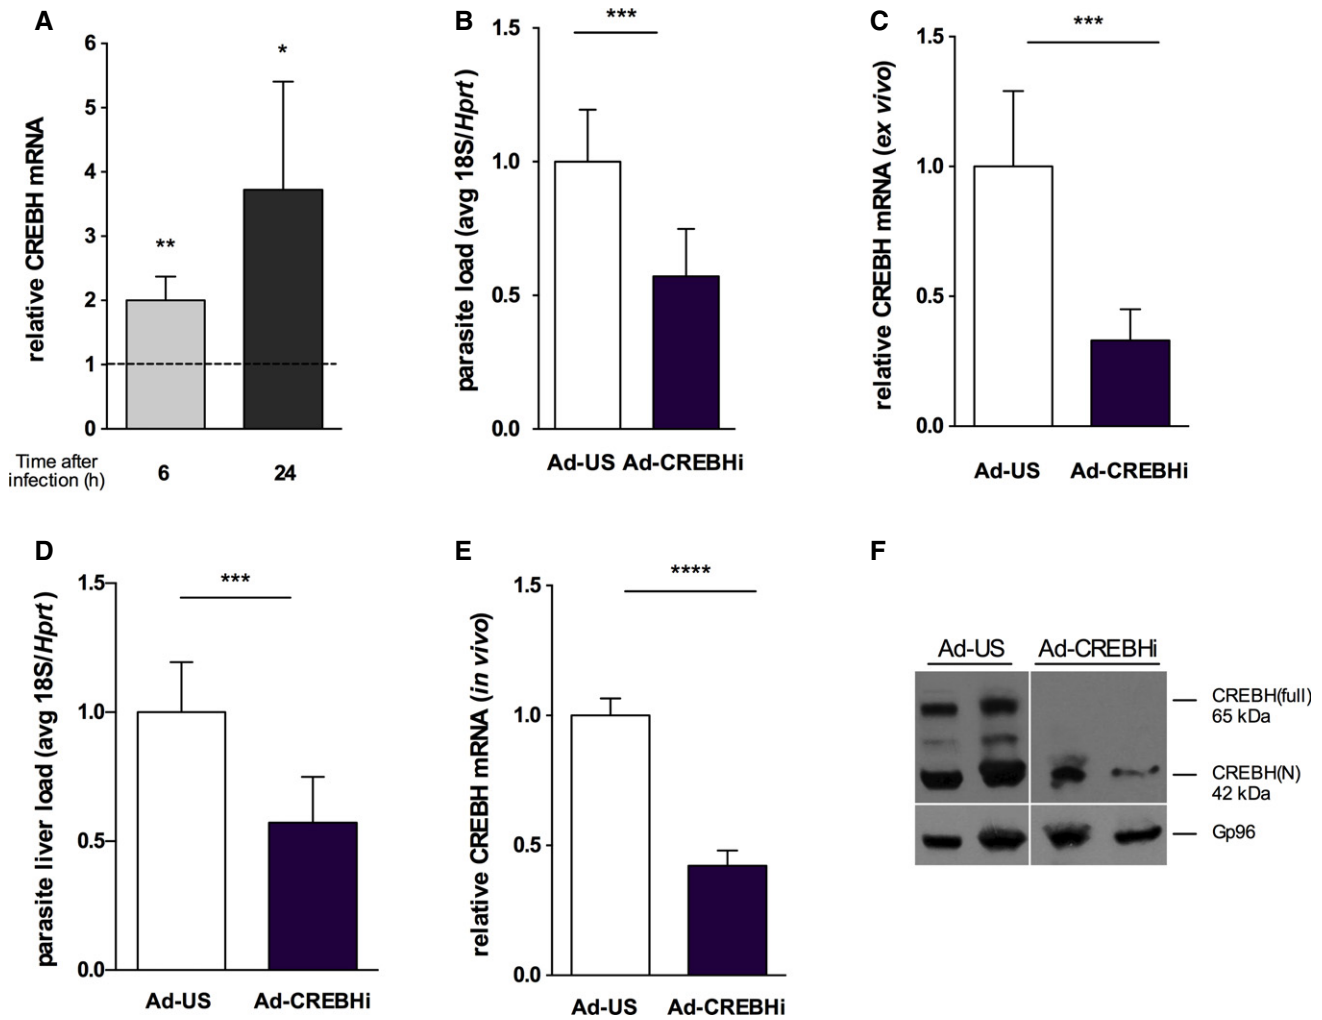 A
relative CREBH mRNA
6
5
4
3
2
1
0
**
*
Time after
infection (h)
6
24
B
parasite load (avg 18S/Hprt )
1.5
1.0
0.5
0.0
***
Ad-US Ad-CREBHi
C
relative CREBH mRNA (ex vivo)
1.5
1.0
0.5
0.0
***
Ad-US Ad-CREBHi
D
parasite liver load (avg 18S/Hprt )
1.5
1.0
0.5
0.0
***
Ad-US Ad-CREBHi
E
relative CREBH mRNA (in vivo)
1.5
1.0
0.5
0.0
****
Ad-US Ad-CREBHi
F
Ad-US Ad-CREBHi
CREBH(full)
65 kDa
CREBH(N)
42 kDa
Gp96